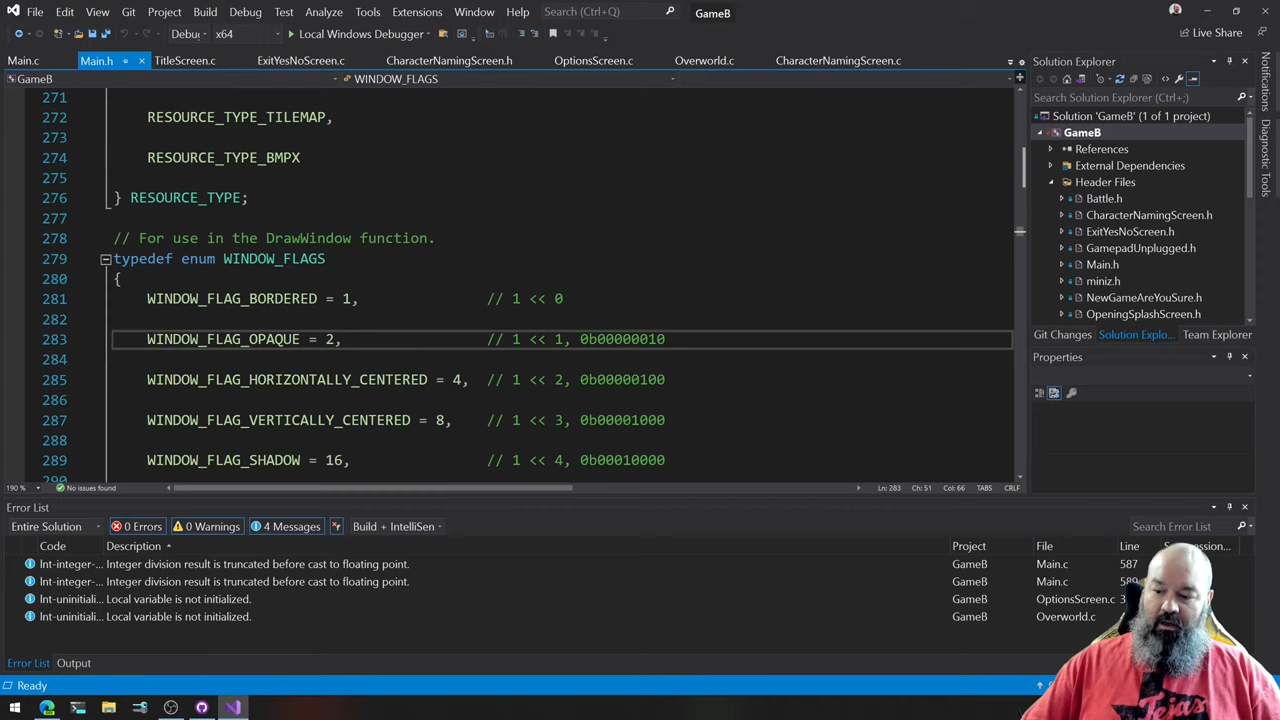 File Edit View Git Project Build Debug Test Analyze Tools Extensions Window Help Search (Ctrl+Q) GameB
Debug x64 Local Windows Debugger Live Share
Main.c Main.h TitleScreen.c ExitYesNoScreen.c CharacterNamingScreen.h OptionsScreen.c Overworld.c CharacterNamingScreen.c
GameB WINDOW_FLAGS
271
272 RESOURCE_TYPE_TILEMAP,
273
274 RESOURCE_TYPE_BMPX
275
276 } RESOURCE_TYPE;
277
278 // For use in the DrawWindow function.
279 typedef enum WINDOW_FLAGS
280 {
281 WINDOW_FLAG_BORDERED = 1, // 1 << 0
282
283 WINDOW_FLAG_OPAQUE = 2, // 1 << 1, 0b00000010
284
285 WINDOW_FLAG_HORIZONTALLY_CENTERED = 4, // 1 << 2, 0b00000100
286
287 WINDOW_FLAG_VERTICALLY_CENTERED = 8, // 1 << 3, 0b00001000
288
289 WINDOW_FLAG_SHADOW = 16, // 1 << 4, 0b00010000
290
190 % No issues found Ln: 283 Ch: 51 Col: 66 TABS CRLF
Solution Explorer
Search Solution Explorer (Ctrl+;)
Solution 'GameB' (1 of 1 project)
GameB
References
External Dependencies
Header Files
Battle.h
CharacterNamingScreen.h
ExitYesNoScreen.h
GamepadUnplugged.h
Main.h
miniz.h
NewGameAreYouSure.h
OpeningSplashScreen.h
Git Changes Solution Explo... Team Explorer
Properties
Notifications
Diagnostic Tools
Error List
Entire Solution 0 Errors 0 Warnings 4 Messages Build + IntelliSen Search Error List
Code Description Project File Line
Int-integer-... Integer division result is truncated before cast to floating point. GameB Main.c 587
Int-integer-... Integer division result is truncated before cast to floating point. GameB Main.c
Int-uninitiali... Local variable is not initialized. GameB OptionsScreen.c
Int-uninitiali... Local variable is not initialized. GameB Overworld.c
Error List Output
Ready